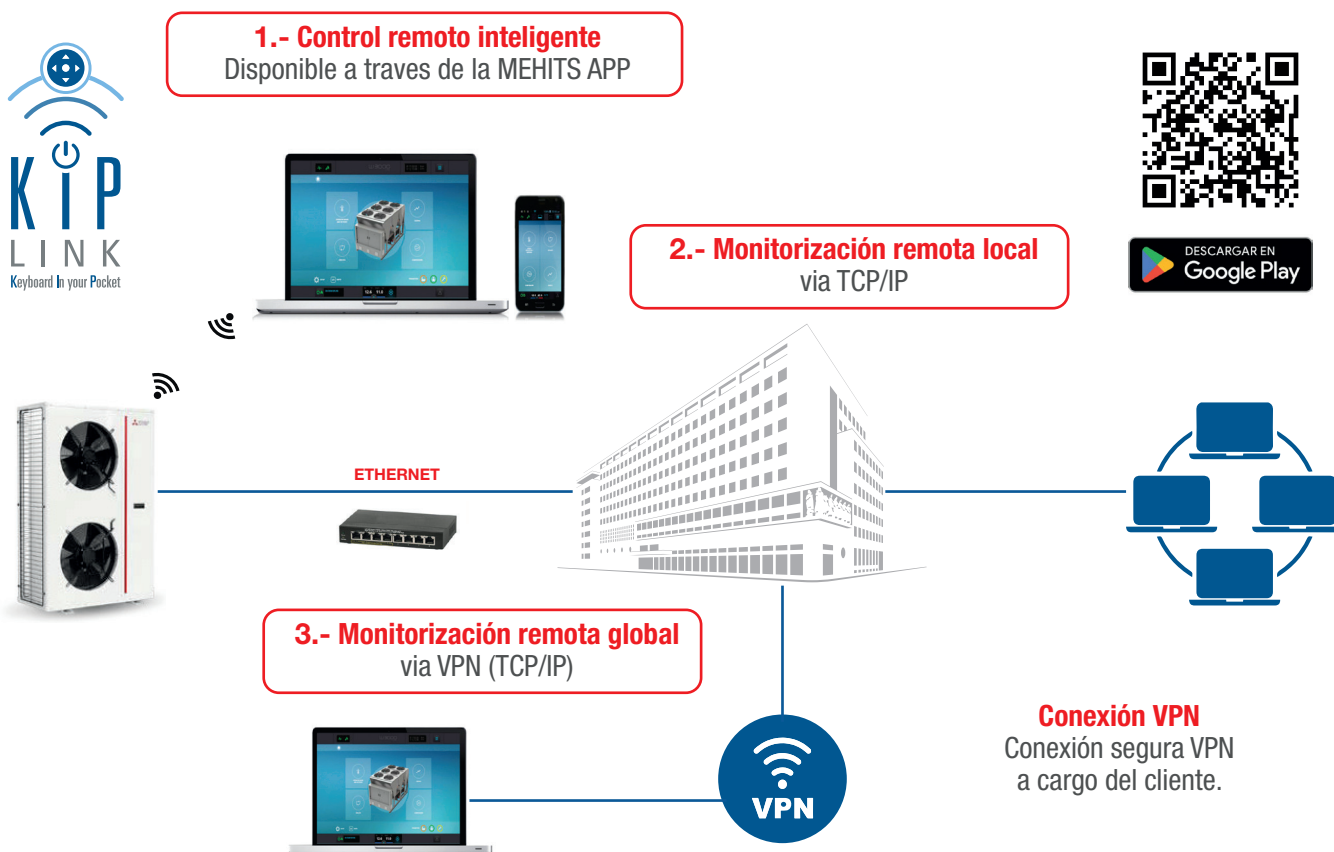 1.- Control remoto inteligente
Disponible a traves de la MEHITS APP
KiP
LINK
Keyboard In your Pocket
2.- Monitorización remota local
via TCP/IP
DESCARGAR EN
Google Play
ETHERNET
3.- Monitorización remota global
via VPN (TCP/IP)
VPN
Conexión VPN
Conexión segura VPN
a cargo del cliente.